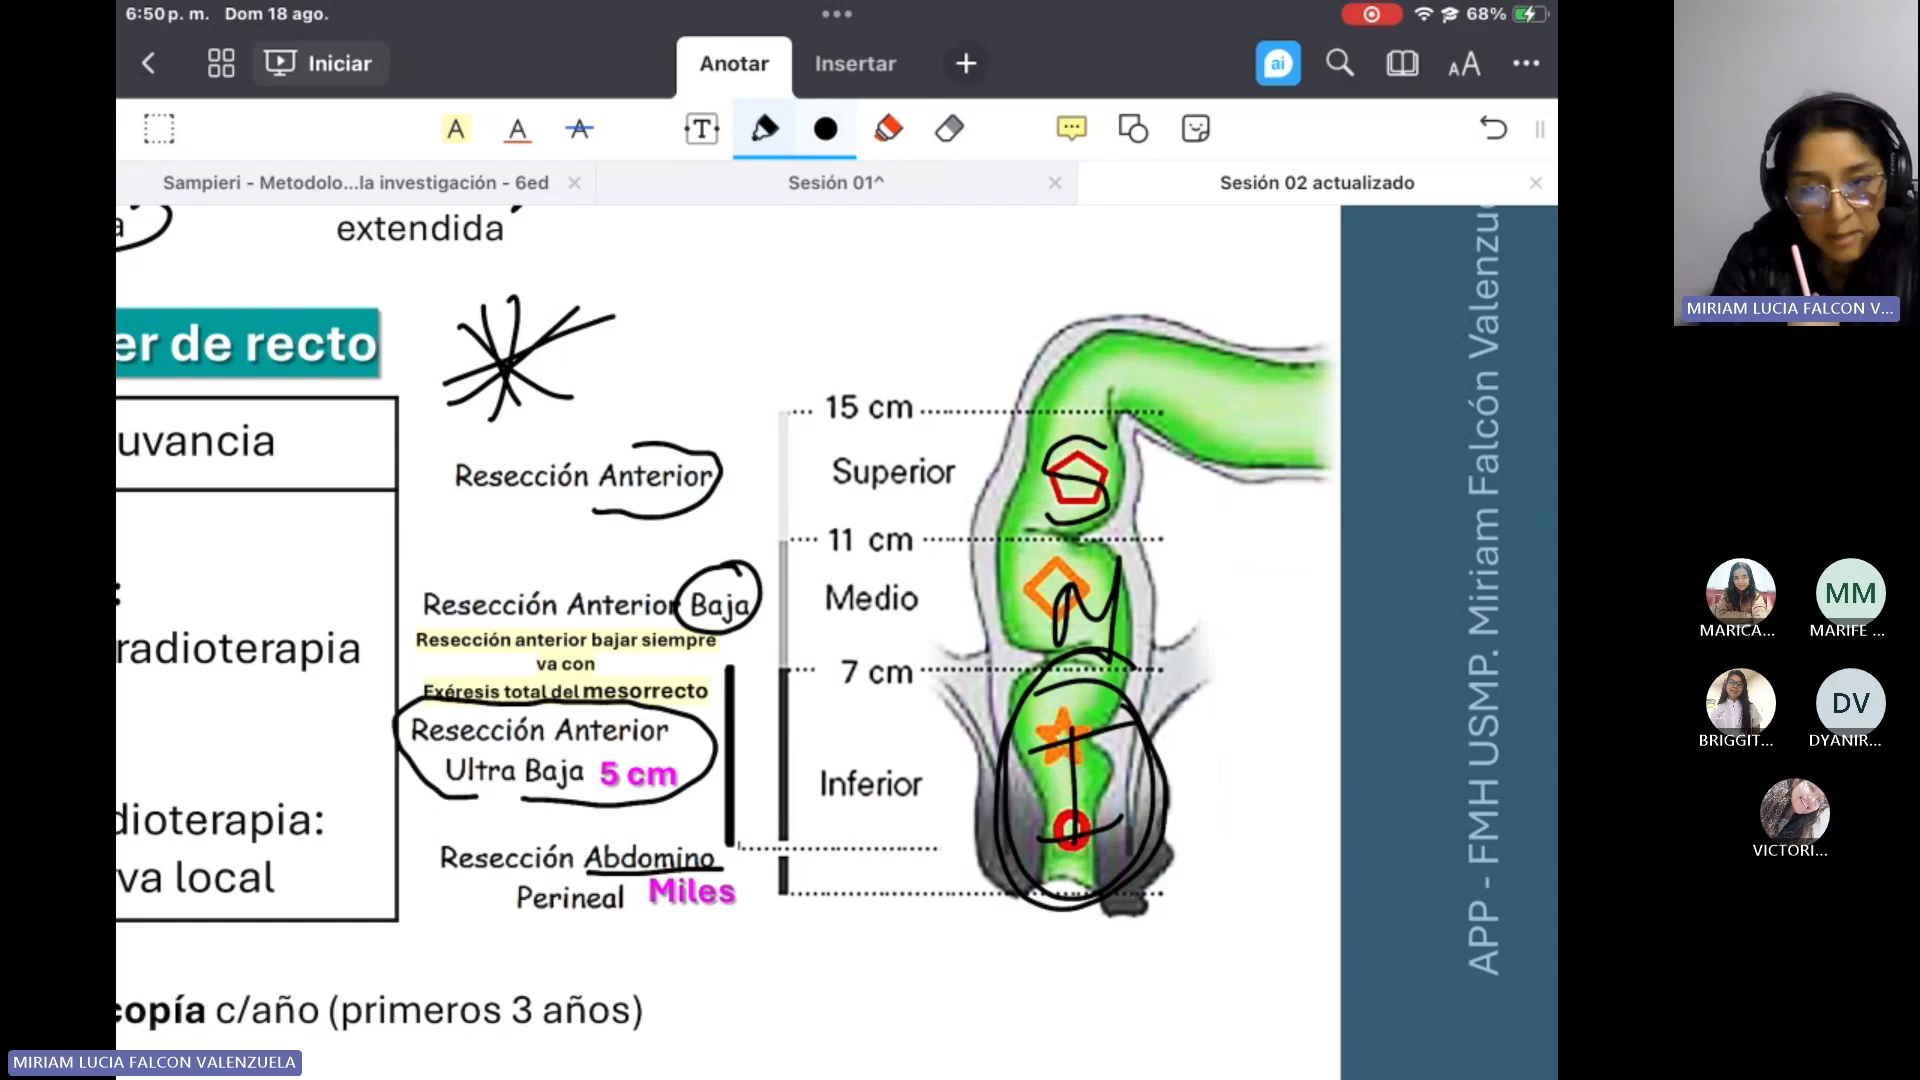 6:50 p. m. Dom 18 ago.
68%
Iniciar
Anotar
Insertar
ai
AA
A A A T
Sampieri - Metodolo...la investigación - 6ed
Sesión 01^
Sesión 02 actualizado
extendida
er de recto
uvancia
radioterapia
dioterapia:
va local
copía c/año (primeros 3 años)
Resección Anterior
Resección Anterior Baja
Resección anterior bajar siempre
va con
Exéresis total del mesorrecto
Resección Anterior
Ultra Baja 5 cm
Resección Abdomino
Perineal Miles
15 cm
Superior
11 cm
Medio
7 cm
Inferior
S
M
I
APP - FMH USMP. Miriam Falcón Valenzue
MIRIAM LUCIA FALCON V...
MARICA...
MM
MARIFE ...
BRIGGIT...
DV
DYANIR...
VICTORI...
MIRIAM LUCIA FALCON VALENZUELA